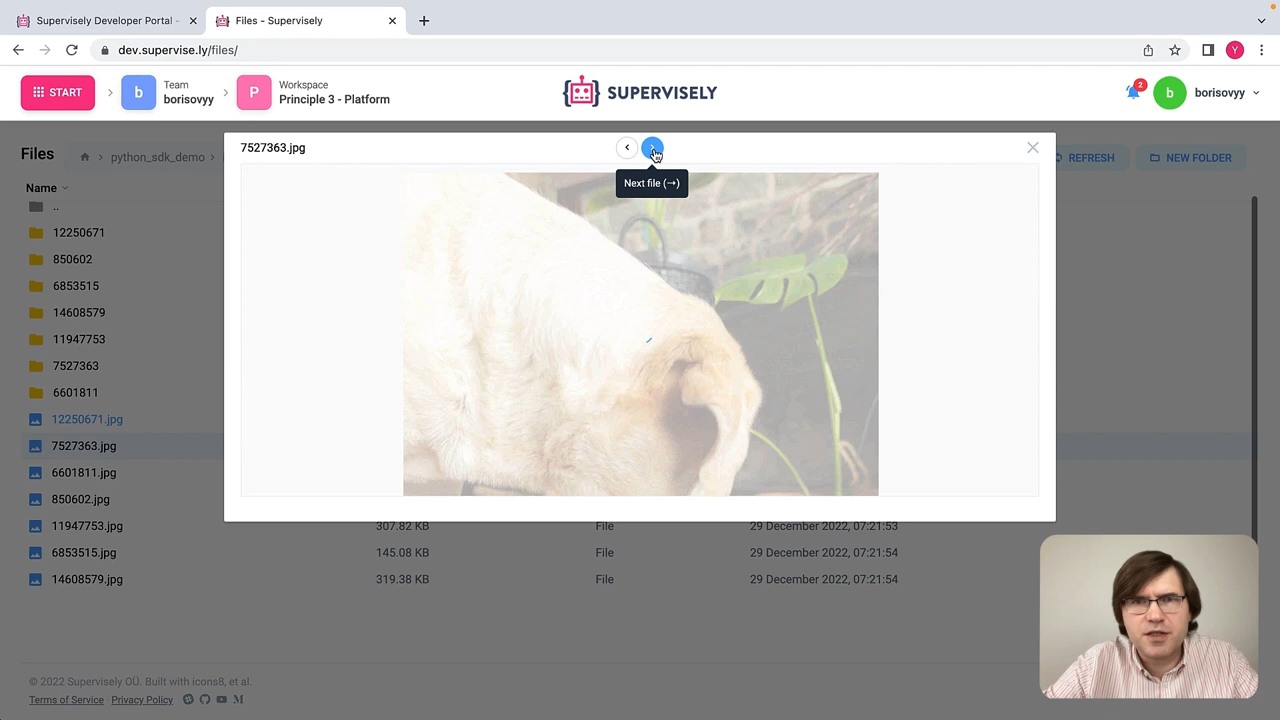 Supervisely Developer Portal -
Files - Supervisely
dev.supervise.ly/files/
Y
START
b
Team
borisovyy
P
Workspace
Principle 3 - Platform
SUPERVISELY
2
b
borisovyy
Files
python_sdk_demo
7527363.jpg
REFRESH
NEW FOLDER
Next file (→)
Name
..
12250671
850602
6853515
14608579
11947753
7527363
6601811
12250671.jpg
7527363.jpg
6601811.jpg
850602.jpg
11947753.jpg 307.82 KB File 29 December 2022, 07:21:53
6853515.jpg 145.08 KB File 29 December 2022, 07:21:54
14608579.jpg 319.38 KB File 29 December 2022, 07:21:54
© 2022 Supervisely OÜ. Built with icons8, et al.
Terms of Service · Privacy Policy